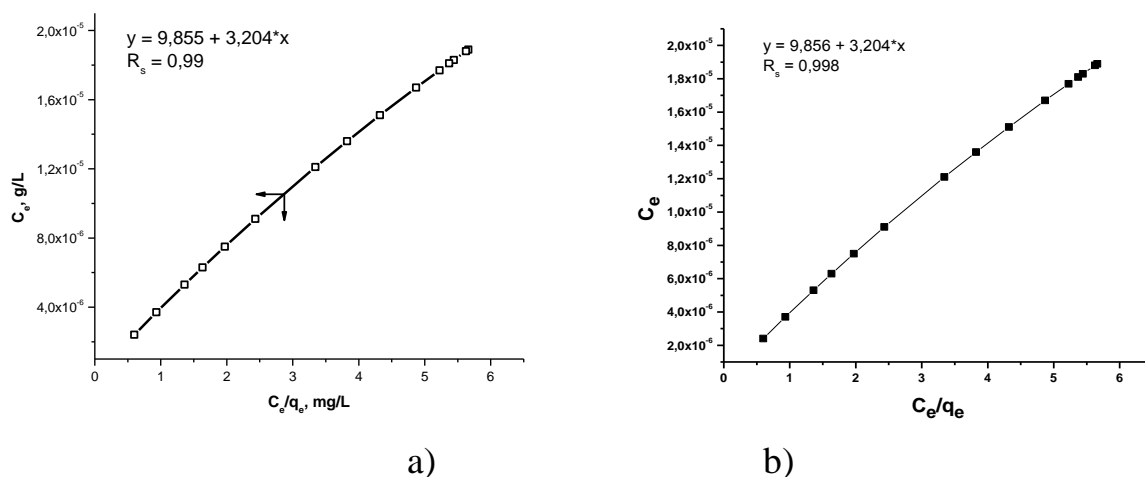 y = 9,855 + 3,204*x
R_s = 0,99
2,0x10^-5
1,6x10^-5
1,2x10^-5
8,0x10^-6
4,0x10^-6
C_e, g/L
0 1 2 3 4 5 6
C_e/q_e, mg/L
a)
y = 9,856 + 3,204*x
R_s = 0,998
2,0x10^-5
1,8x10^-5
1,6x10^-5
1,4x10^-5
1,2x10^-5
1,0x10^-5
8,0x10^-6
6,0x10^-6
4,0x10^-6
2,0x10^-6
C_e
0 1 2 3 4 5 6
C_e/q_e
b)